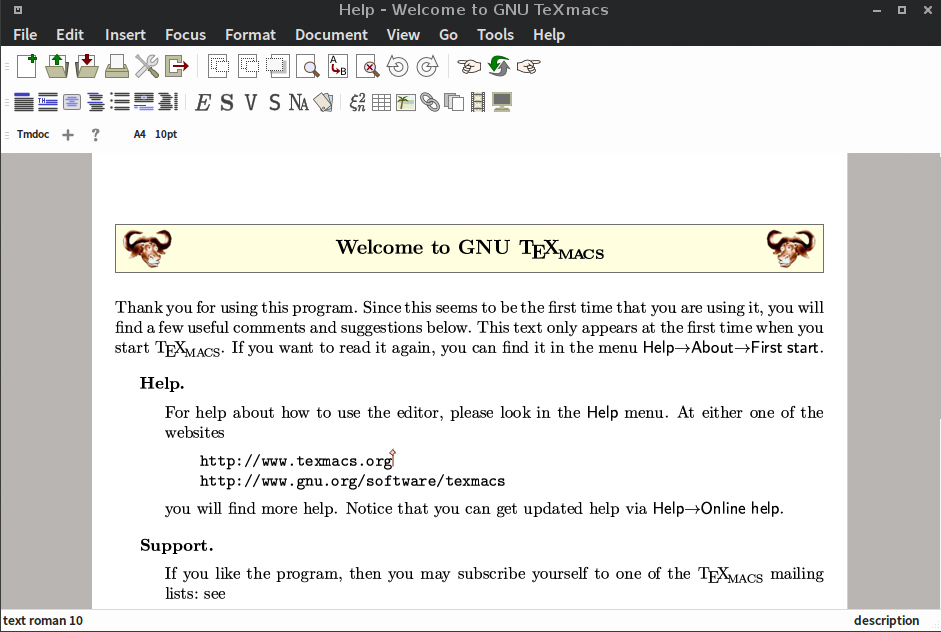 Help - Welcome to GNU TeXmacs
File Edit Insert Focus Format Document View Go Tools Help
E S V S NA
Tmdoc + ? A4 10pt
Welcome to GNU TEXMACS
Thank you for using this program. Since this seems to be the first time that you are using it, you will
find a few useful comments and suggestions below. This text only appears at the first time when you
start TEXMACS. If you want to read it again, you can find it in the menu Help→About→First start.
Help.
For help about how to use the editor, please look in the Help menu. At either one of the
websites
http://www.texmacs.org
http://www.gnu.org/software/texmacs
you will find more help. Notice that you can get updated help via Help→Online help.
Support.
If you like the program, then you may subscribe yourself to one of the TEXMACS mailing
lists: see
text roman 10 description